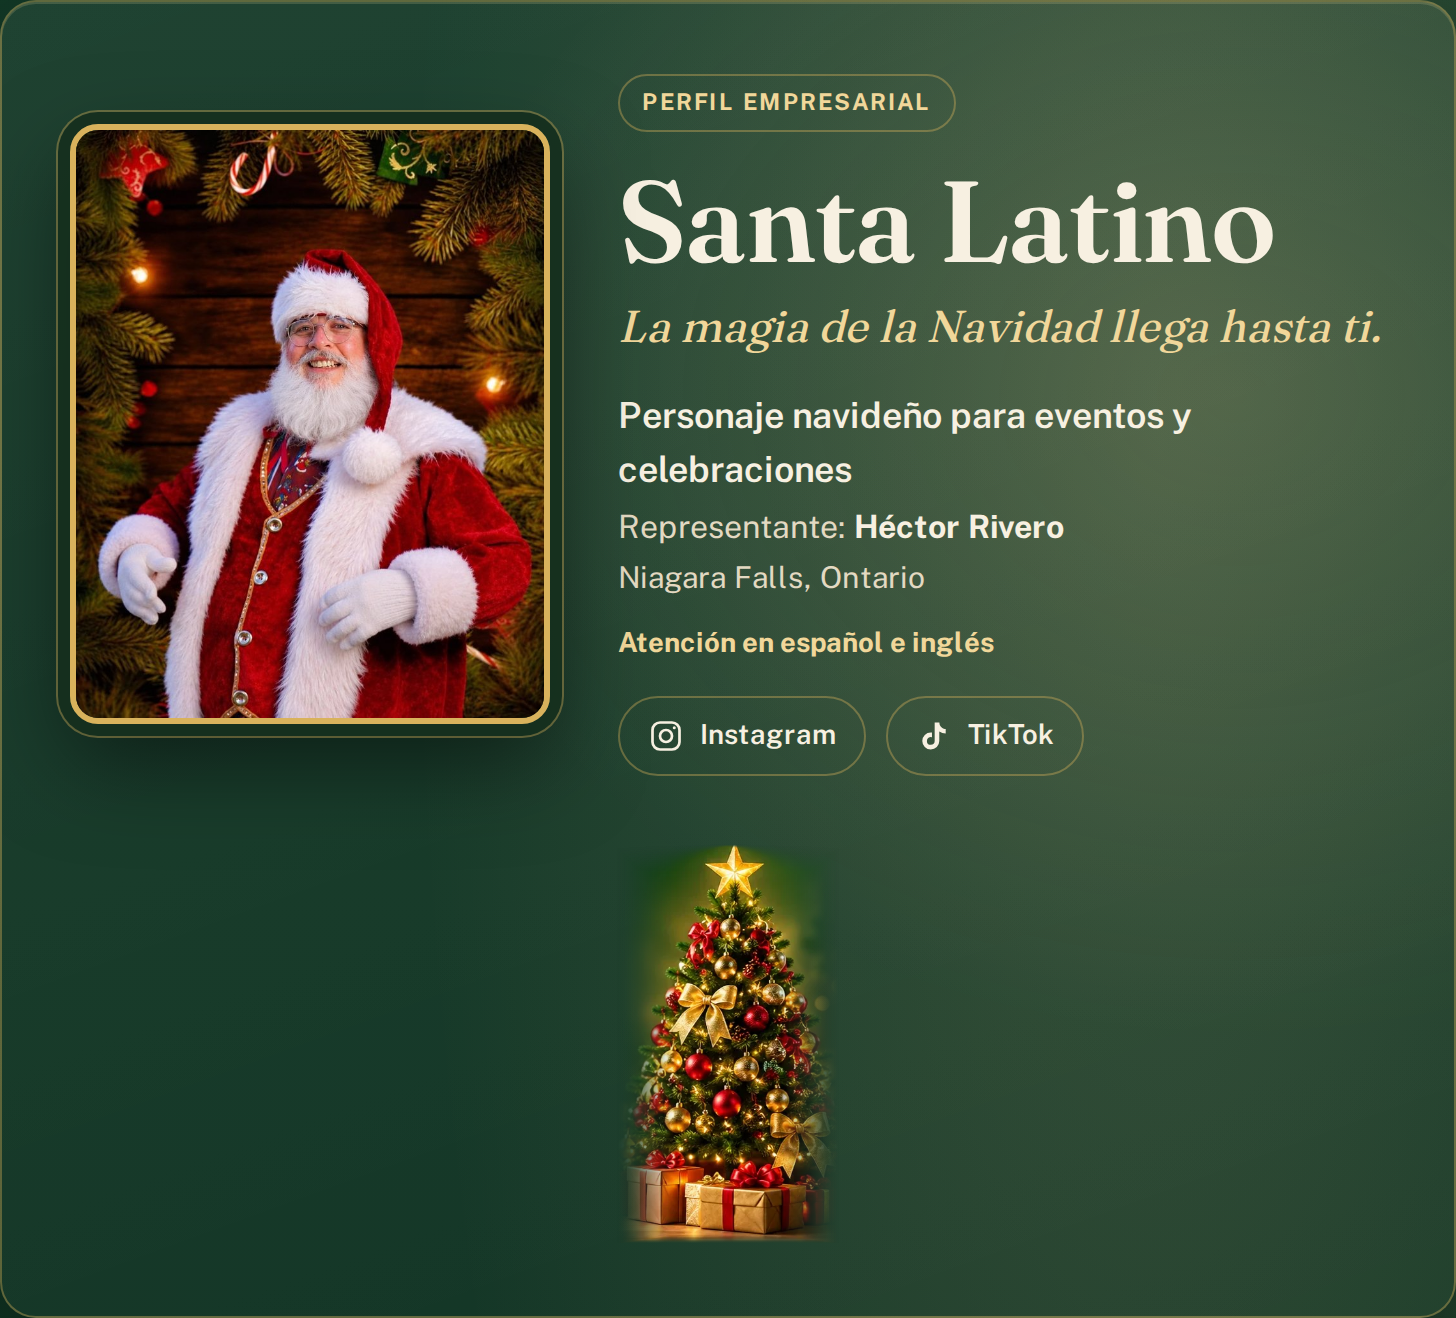 PERFIL EMPRESARIAL
Santa Latino
La magia de la Navidad llega hasta ti.
Personaje navideño para eventos y
celebraciones
Representante: Héctor Rivero
Niagara Falls, Ontario
Atención en español e inglés
Instagram
TikTok